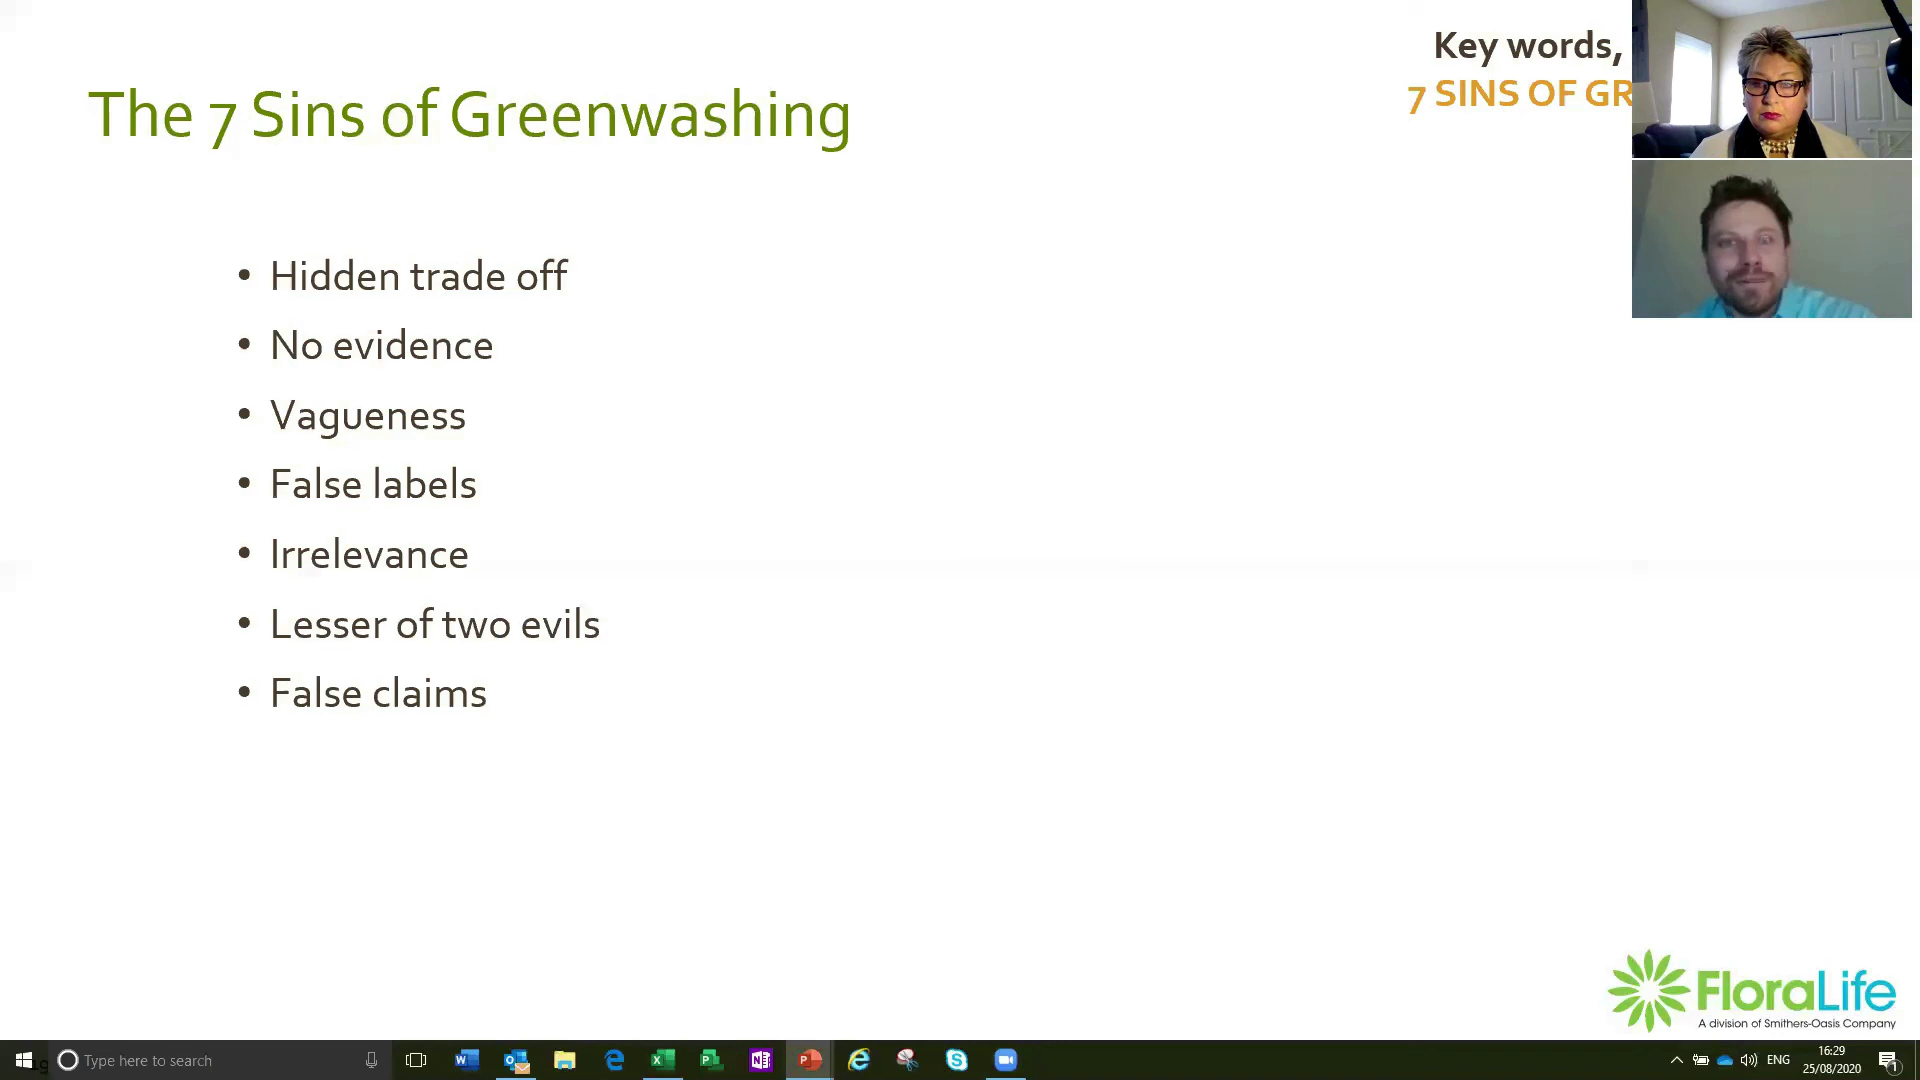 Key words,
7 SINS OF GR
The 7 Sins of Greenwashing
• Hidden trade off
• No evidence
• Vagueness
• False labels
• Irrelevance
• Lesser of two evils
• False claims
FloraLife
A division of Smithers-Oasis Company
Type here to search
ENG
16:29
25/08/2020
1